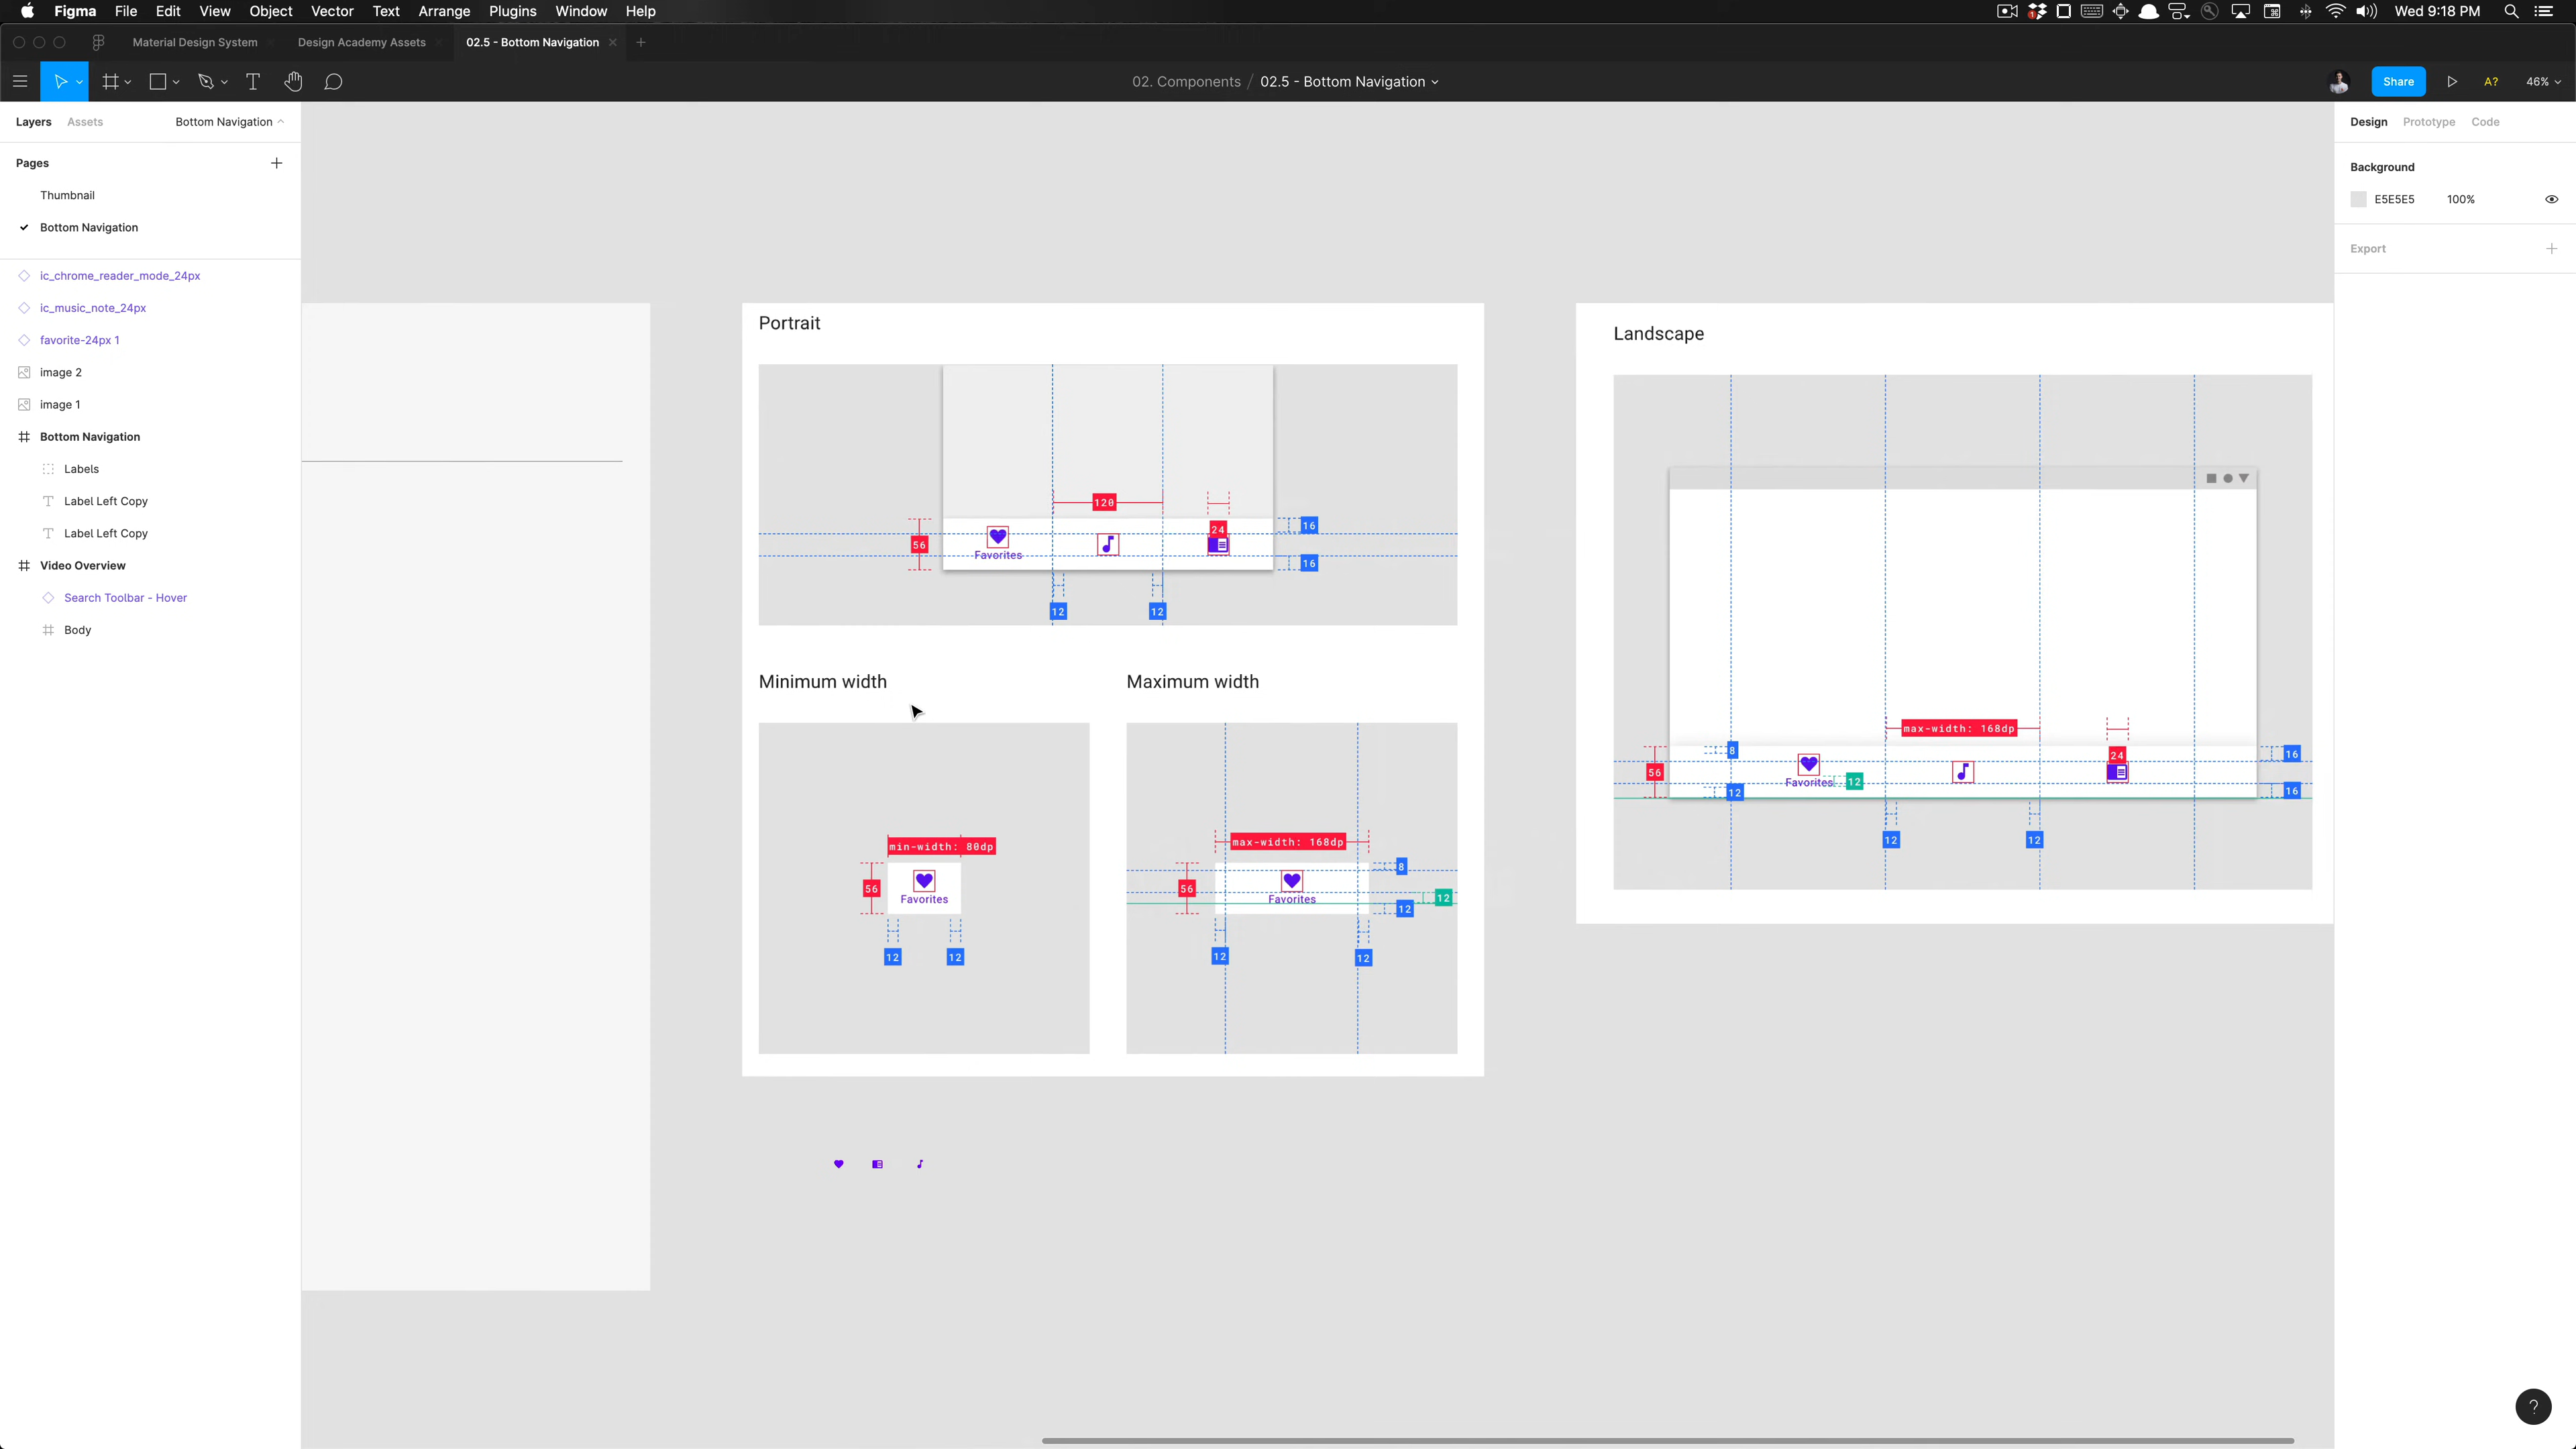 Figma File Edit View Object Vector Text Arrange Plugins Window Help
1
Wed 9:18 PM
Material Design System
Design Academy Assets
02.5 - Bottom Navigation
02. Components / 02.5 - Bottom Navigation
Share
A?
46%
Layers
Assets
Bottom Navigation
Pages
Thumbnail
Bottom Navigation
ic_chrome_reader_mode_24px
ic_music_note_24px
favorite-24px 1
image 2
image 1
Bottom Navigation
Labels
Label Left Copy
Label Left Copy
Video Overview
Search Toolbar - Hover
Body
Portrait
120
56
24
16
16
Favorites
12
12
Minimum width
min-width: 80dp
56
Favorites
12
12
Maximum width
max-width: 168dp
56
Favorites
8
12
12
12
12
Landscape
max-width: 168dp
8
56
24
16
Favorites
12
12
16
12
12
Design
Prototype
Code
Background
E5E5E5
100%
Export
?